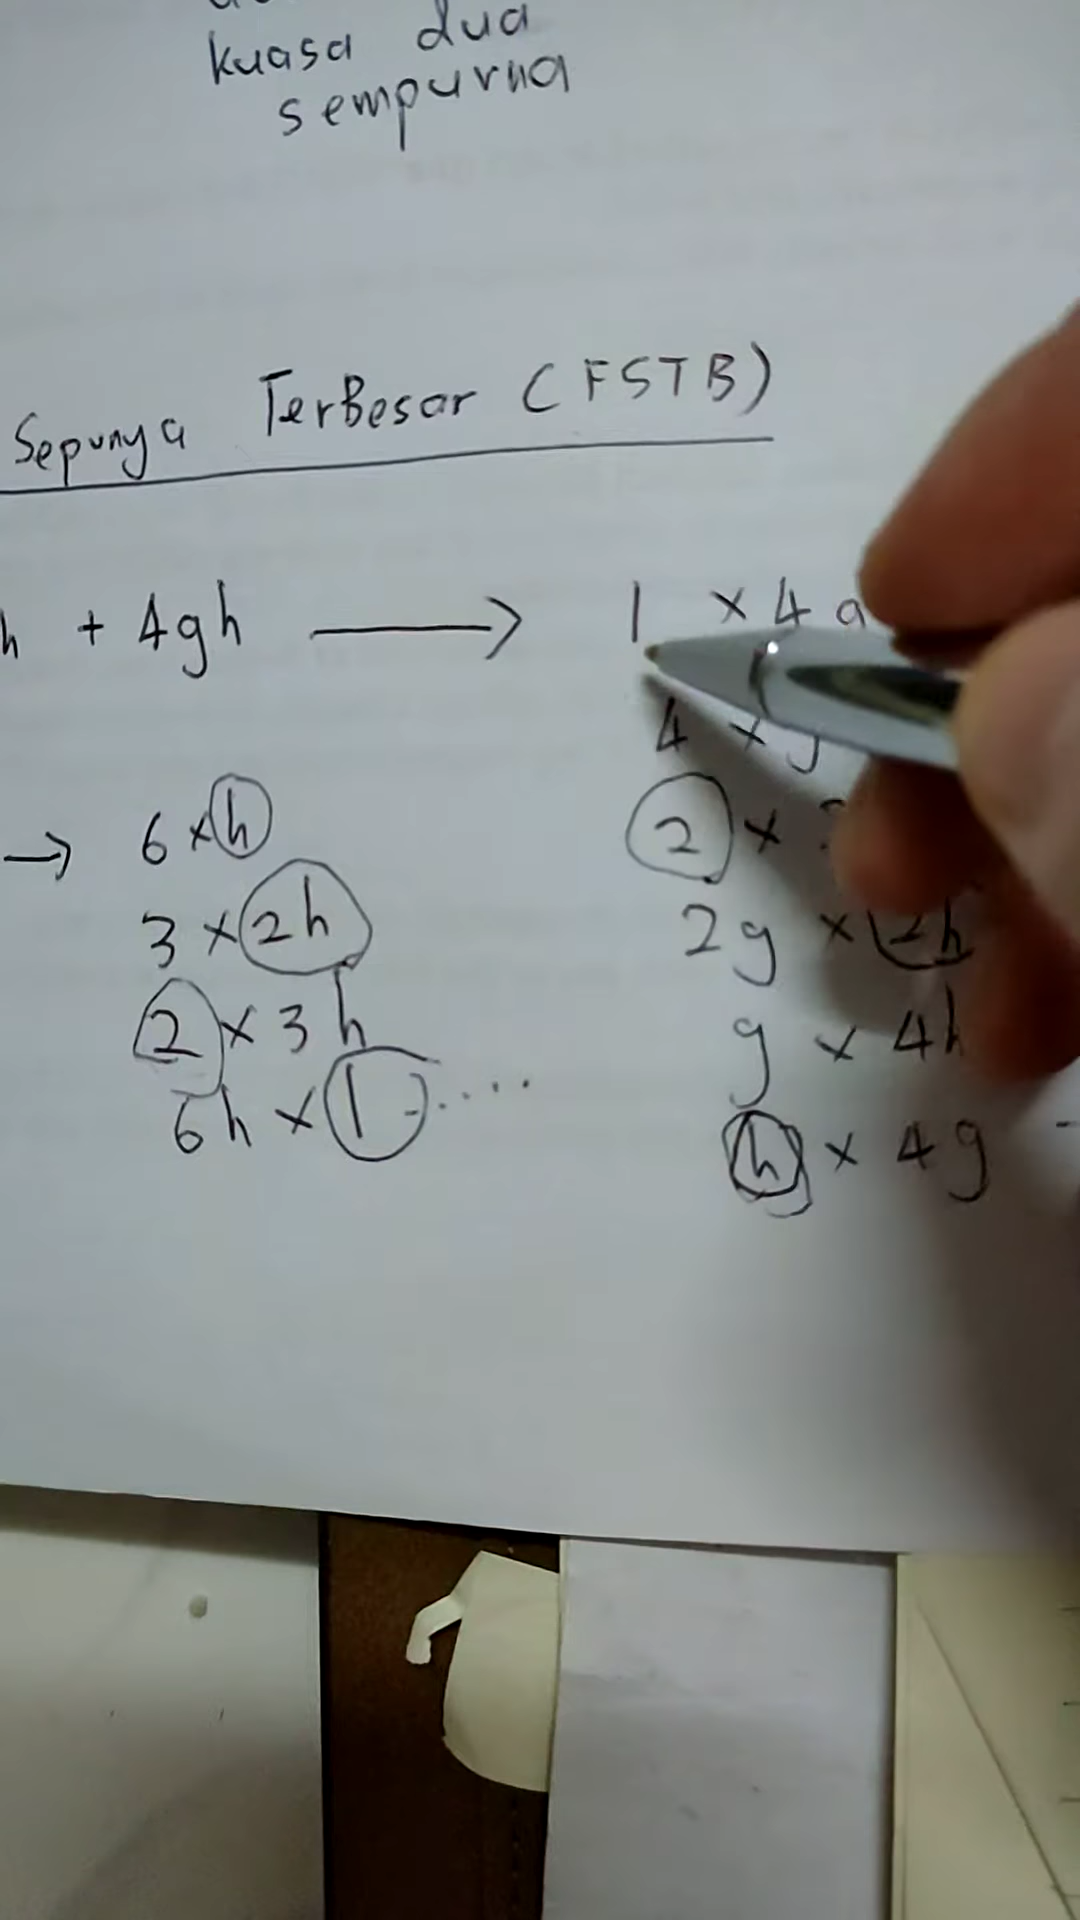 kuasa dua
sempurna
Sepunya TerBesar (FSTB)
h + 4gh → 1 × 4g
4 × g
→ 6 × h
2 ×
3 × 2h
2g × 2h
2 × 3h
g × 4h
6h × 1 ....
h × 4g